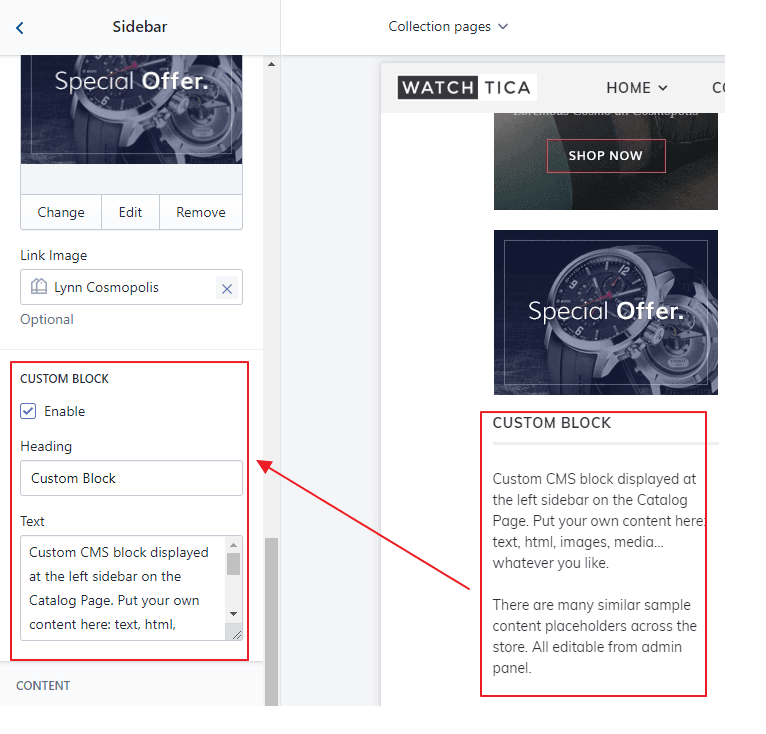 Sidebar
Special Offer.
Change
Edit
Remove
Link Image
Lynn Cosmopolis
Optional
CUSTOM BLOCK
Enable
Heading
Custom Block
Text
Custom CMS block displayed
at the left sidebar on the
Catalog Page. Put your own
content here: text, html,
CONTENT
Collection pages
WATCH TICA
HOME
SHOP NOW
Special Offer.
CUSTOM BLOCK
Custom CMS block displayed at
the left sidebar on the Catalog
Page. Put your own content here:
text, html, images, media...
whatever you like.
There are many similar sample
content placeholders across the
store. All editable from admin
panel.